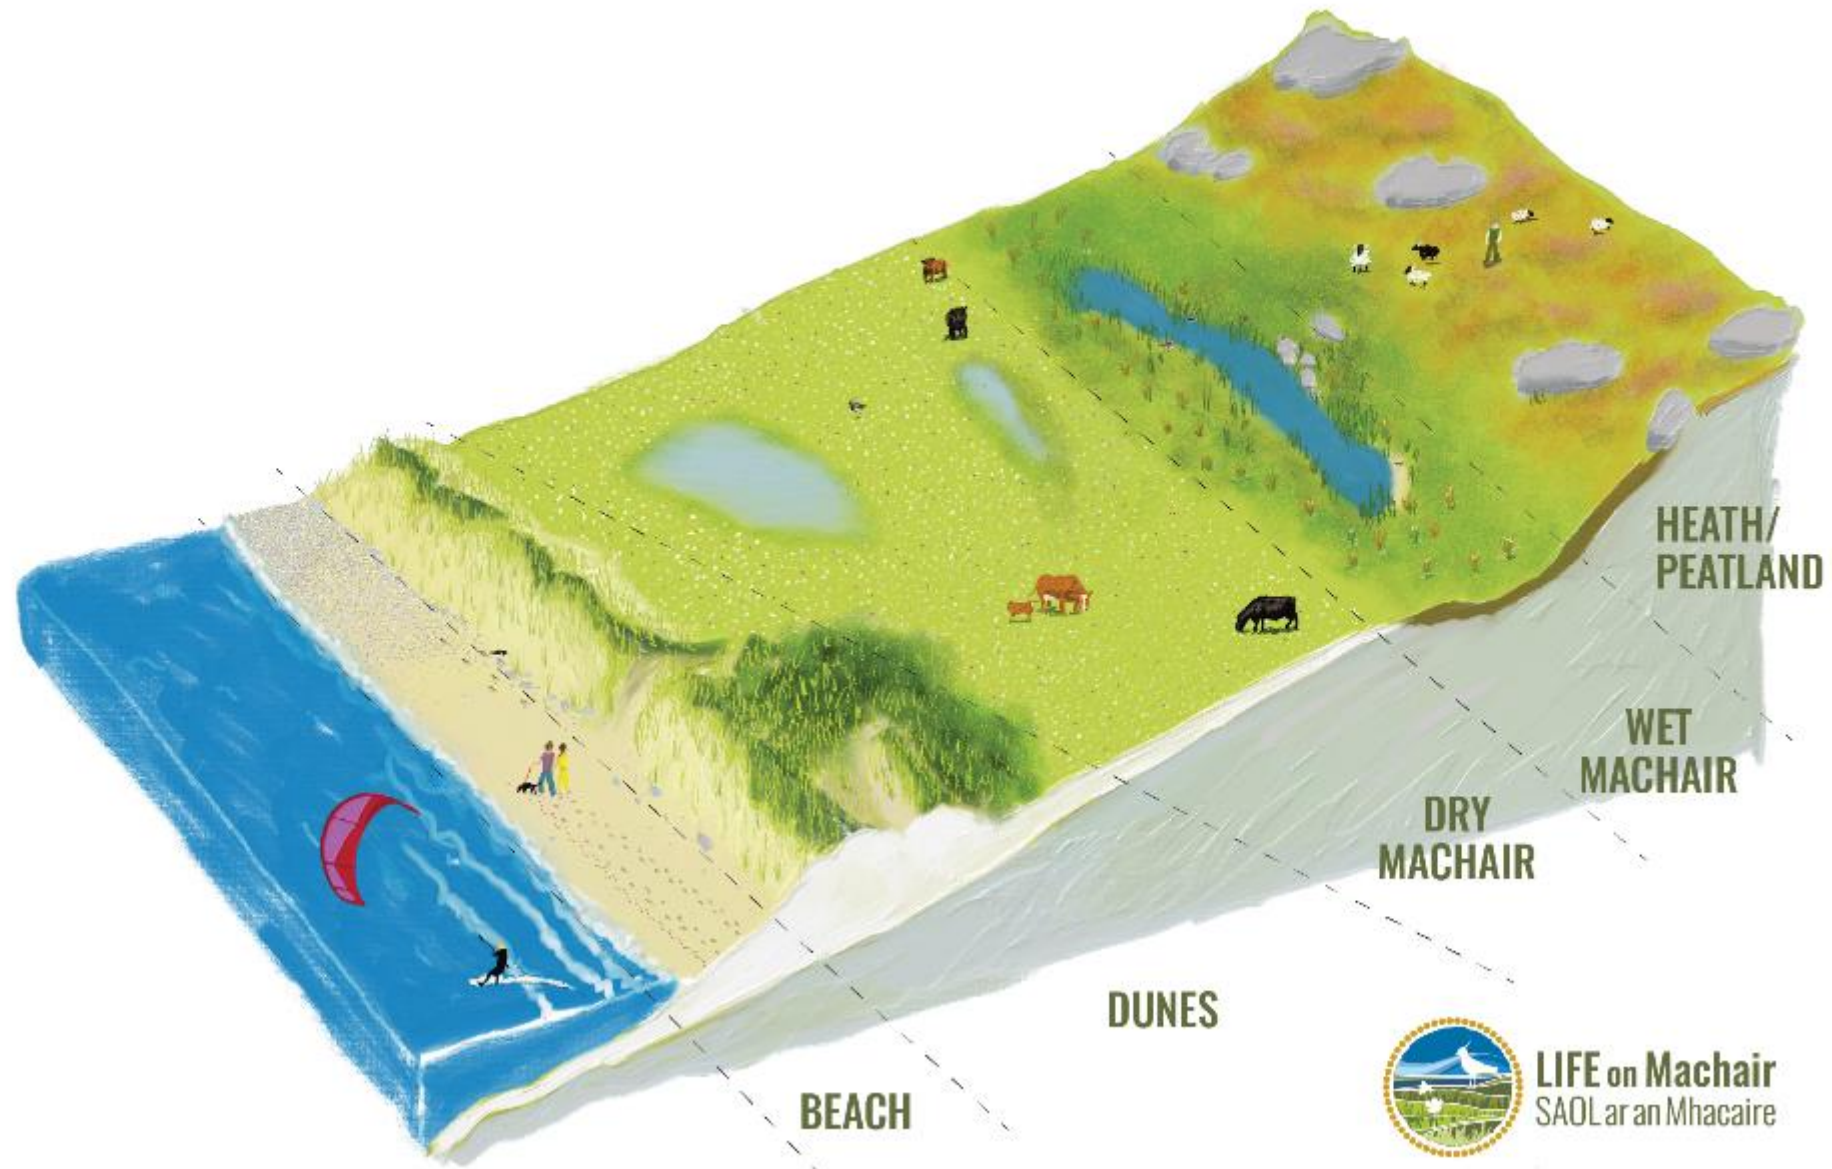 HEATH/
PEATLAND
WET
MACHAIR
DRY
MACHAIR
DUNES
BEACH
LIFE on Machair
SAOL ar an Mhacaire